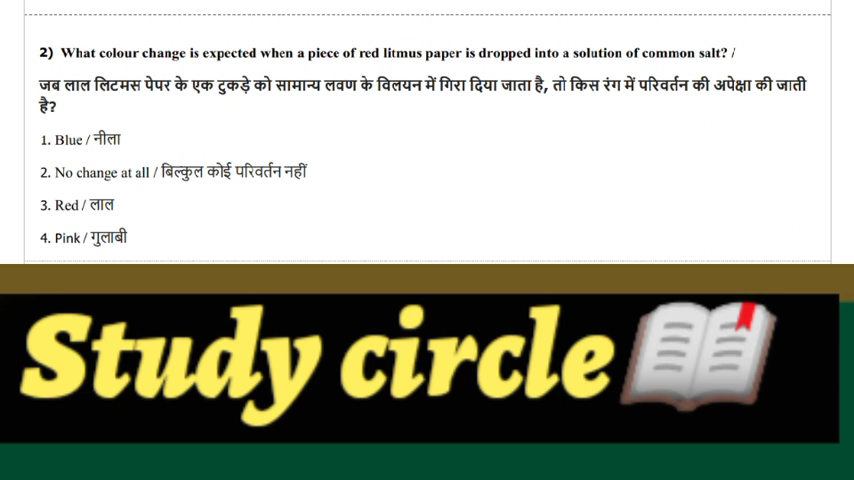 2) What colour change is expected when a piece of red litmus paper is dropped into a solution of common salt? /
जब लाल लिटमस पेपर के एक टुकड़े को सामान्य लवण के विलयन में गिरा दिया जाता है, तो किस रंग में परिवर्तन की अपेक्षा की जाती
है?
1. Blue / नीला
2. No change at all / बिल्कुल कोई परिवर्तन नहीं
3. Red / लाल
4. Pink / गुलाबी
Study circle